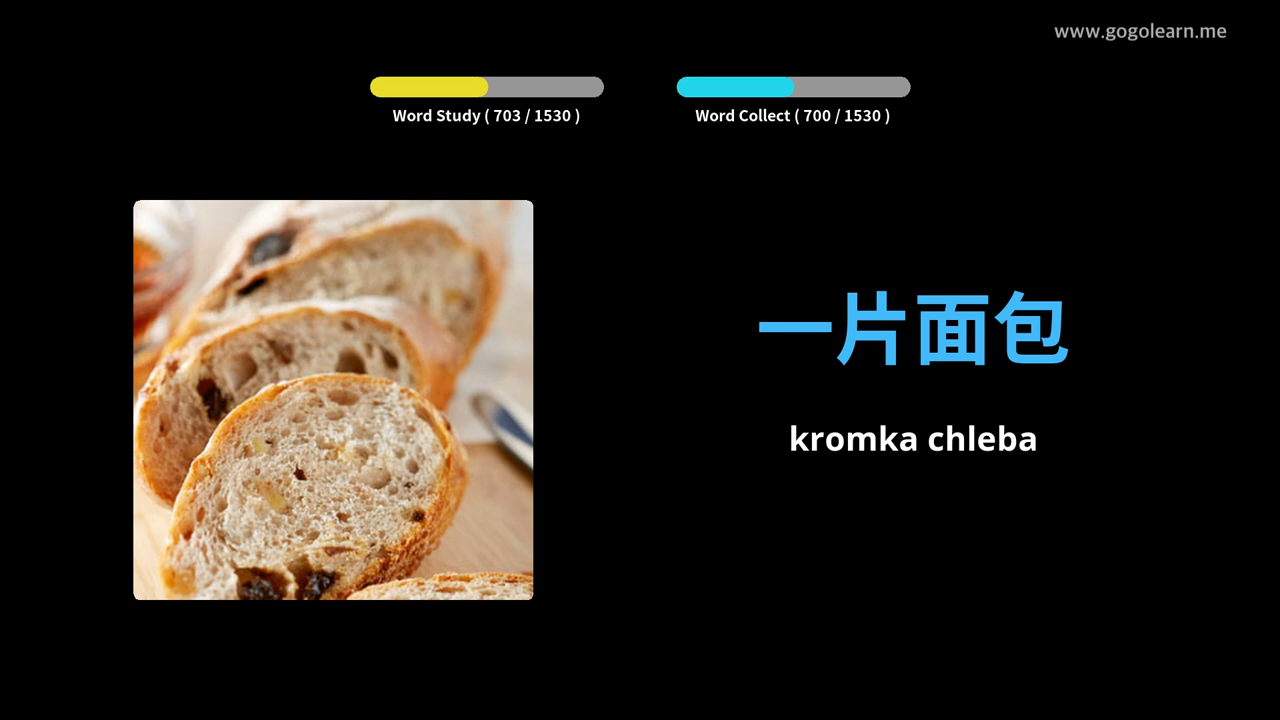 www.gogolearn.me
Word Study ( 703 / 1530 )
Word Collect ( 700 / 1530 )
一片面包
kromka chleba